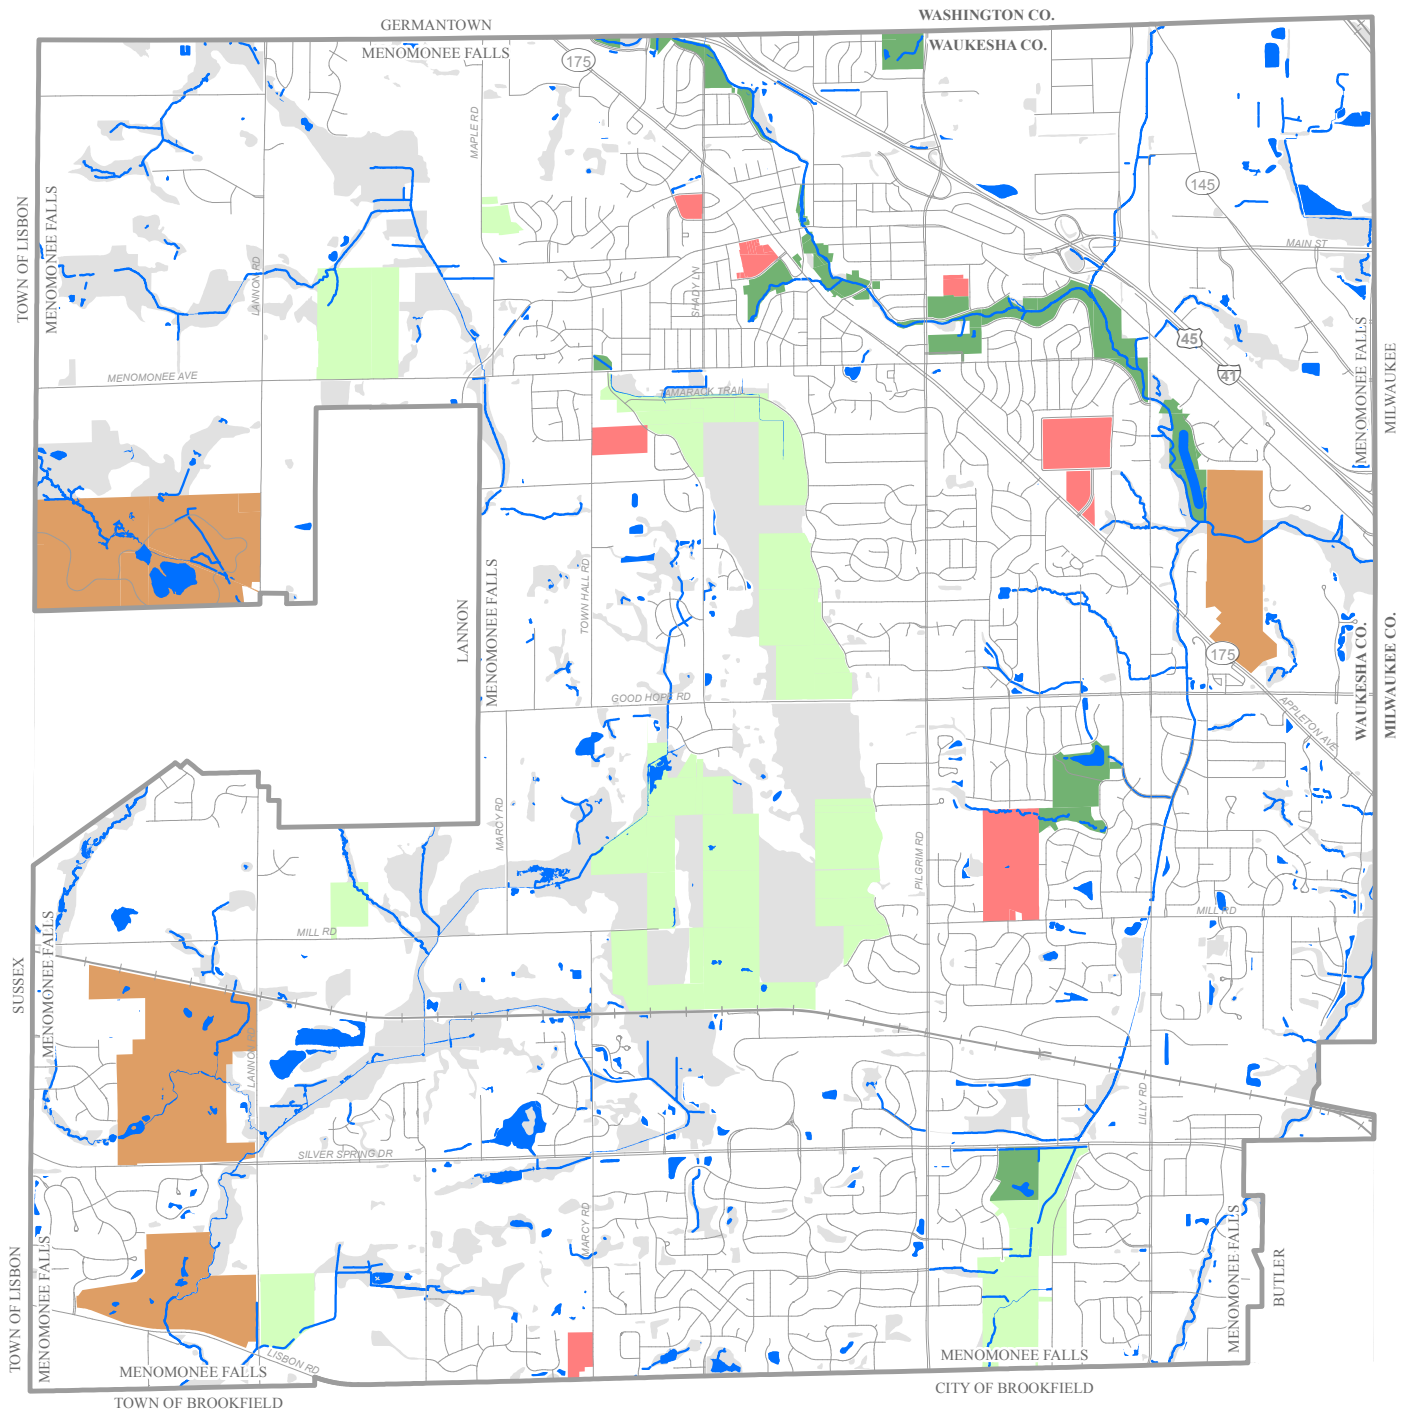 WASHINGTON CO.
GERMANTOWN
WAUKESHA CO.
MENOMONEE FALLS
175
MAPLE RD
145
TOWN OF LISBON
MENOMONEE FALLS
MAIN ST
LANNON RD
SHADY LN
45
MENOMONEE FALLS
MILWAUKEE
41
MENOMONEE AVE
TAMARACK TRAIL
TOWN HALL RD
LANNON
MENOMONEE FALLS
175
WAUKESHA CO.
MILWAUKEE CO.
GOOD HOPE RD
APPLETON AVE
MARCY RD
PILGRIM RD
MILL RD
MILL RD
SUSSEX
MENOMONEE FALLS
LANNON RD
LILLY RD
SILVER SPRING DR
MARCY RD
TOWN OF LISBON
MENOMONEE FALLS
MENOMONEE FALLS
BUTLER
LISBON RD
MENOMONEE FALLS
MENOMONEE FALLS
TOWN OF BROOKFIELD
CITY OF BROOKFIELD